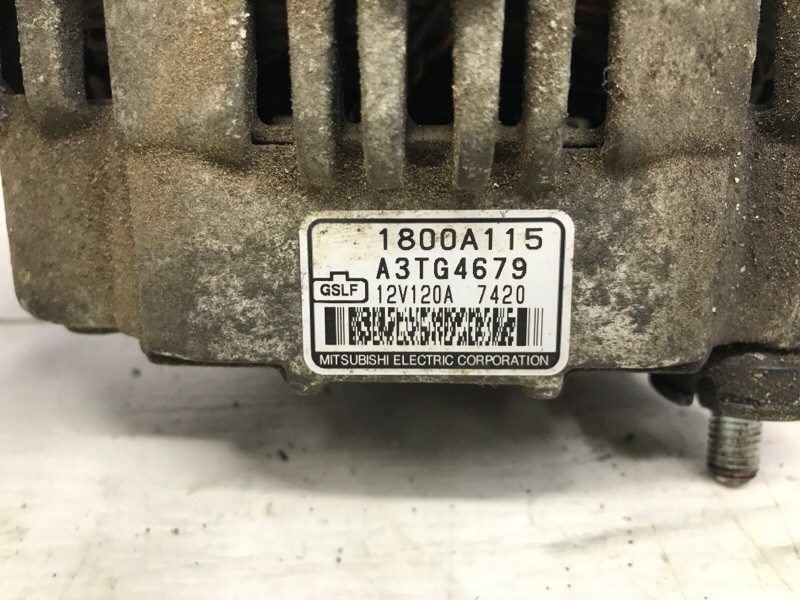 1800A115
A3TG4679
GSLF 12V120A 7420
MITSUBISHI ELECTRIC CORPORATION